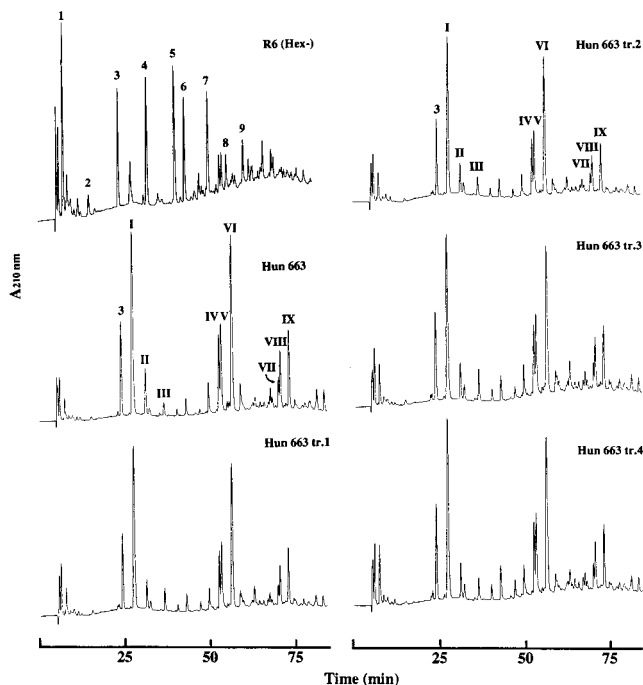 R6 (Hex-)
1
2
3
4
5
6
7
8
9
Hun 663
3
I
II
III
IV V
VI
VII
VIII
IX
Hun 663 tr.1
25
50
75
Hun 663 tr.2
3
I
II
III
IV V
VI
VII
VIII
IX
Hun 663 tr.3
Hun 663 tr.4
25
50
75
A210 nm
Time (min)